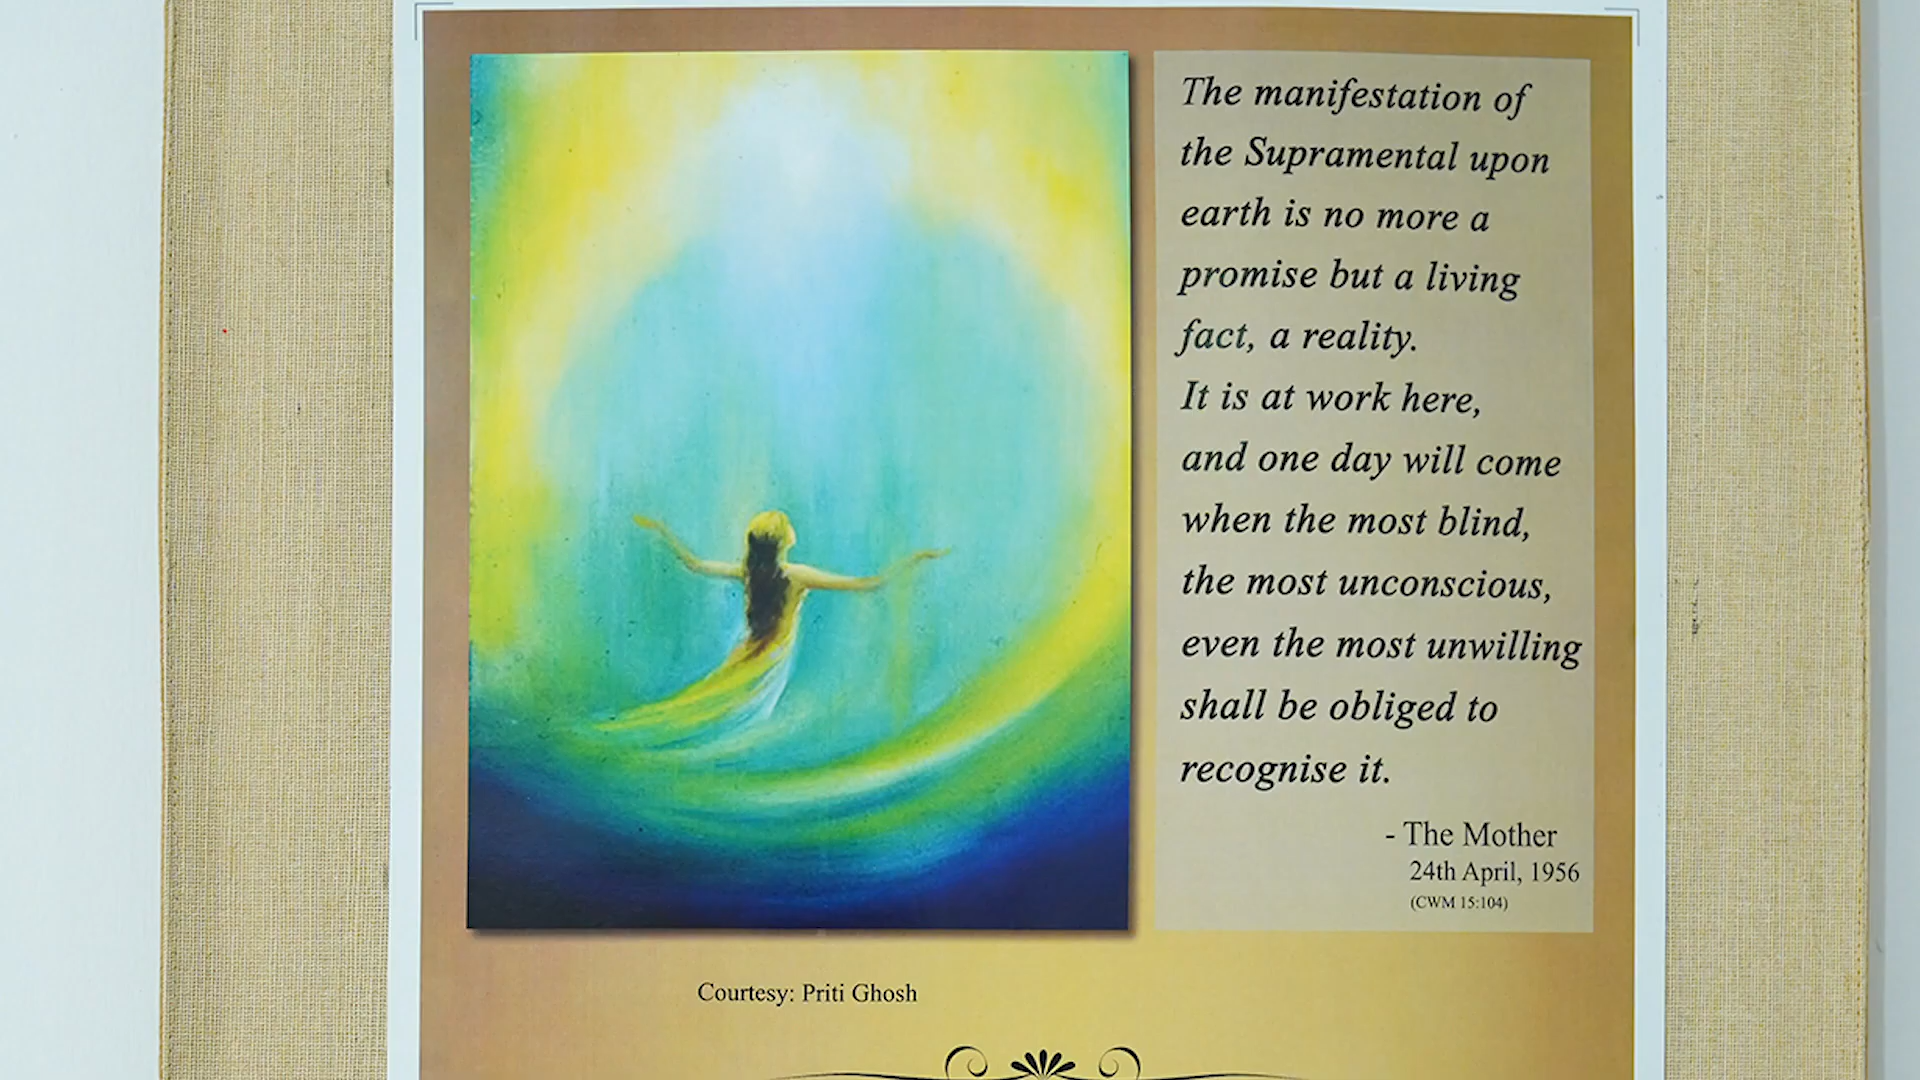 The manifestation of
the Supramental upon
earth is no more a
promise but a living
fact, a reality.
It is at work here,
and one day will come
when the most blind,
the most unconscious,
even the most unwilling
shall be obliged to
recognise it.
- The Mother
24th April, 1956
(CWM 15:104)
Courtesy: Priti Ghosh